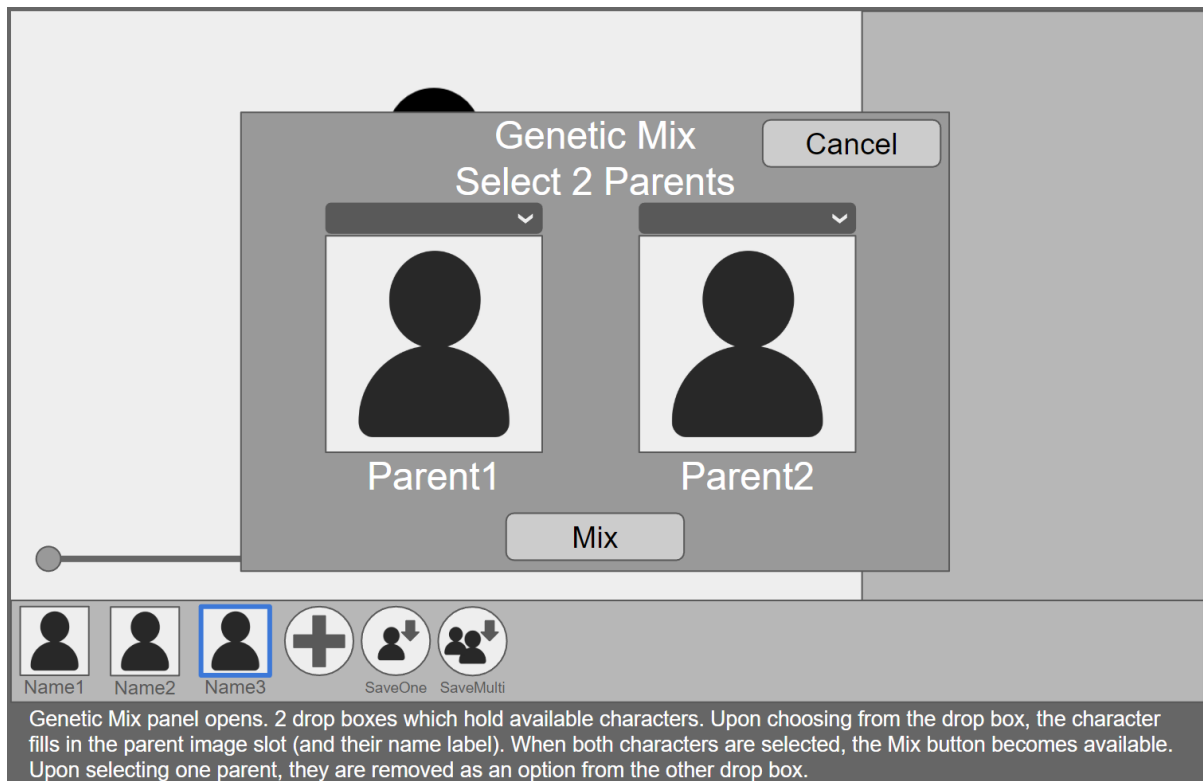 Genetic Mix
Cancel
Select 2 Parents
Parent1
Parent2
Mix
Name1
Name2
Name3
SaveOne
SaveMulti
Genetic Mix panel opens. 2 drop boxes which hold available characters. Upon choosing from the drop box, the character
fills in the parent image slot (and their name label). When both characters are selected, the Mix button becomes available.
Upon selecting one parent, they are removed as an option from the other drop box.